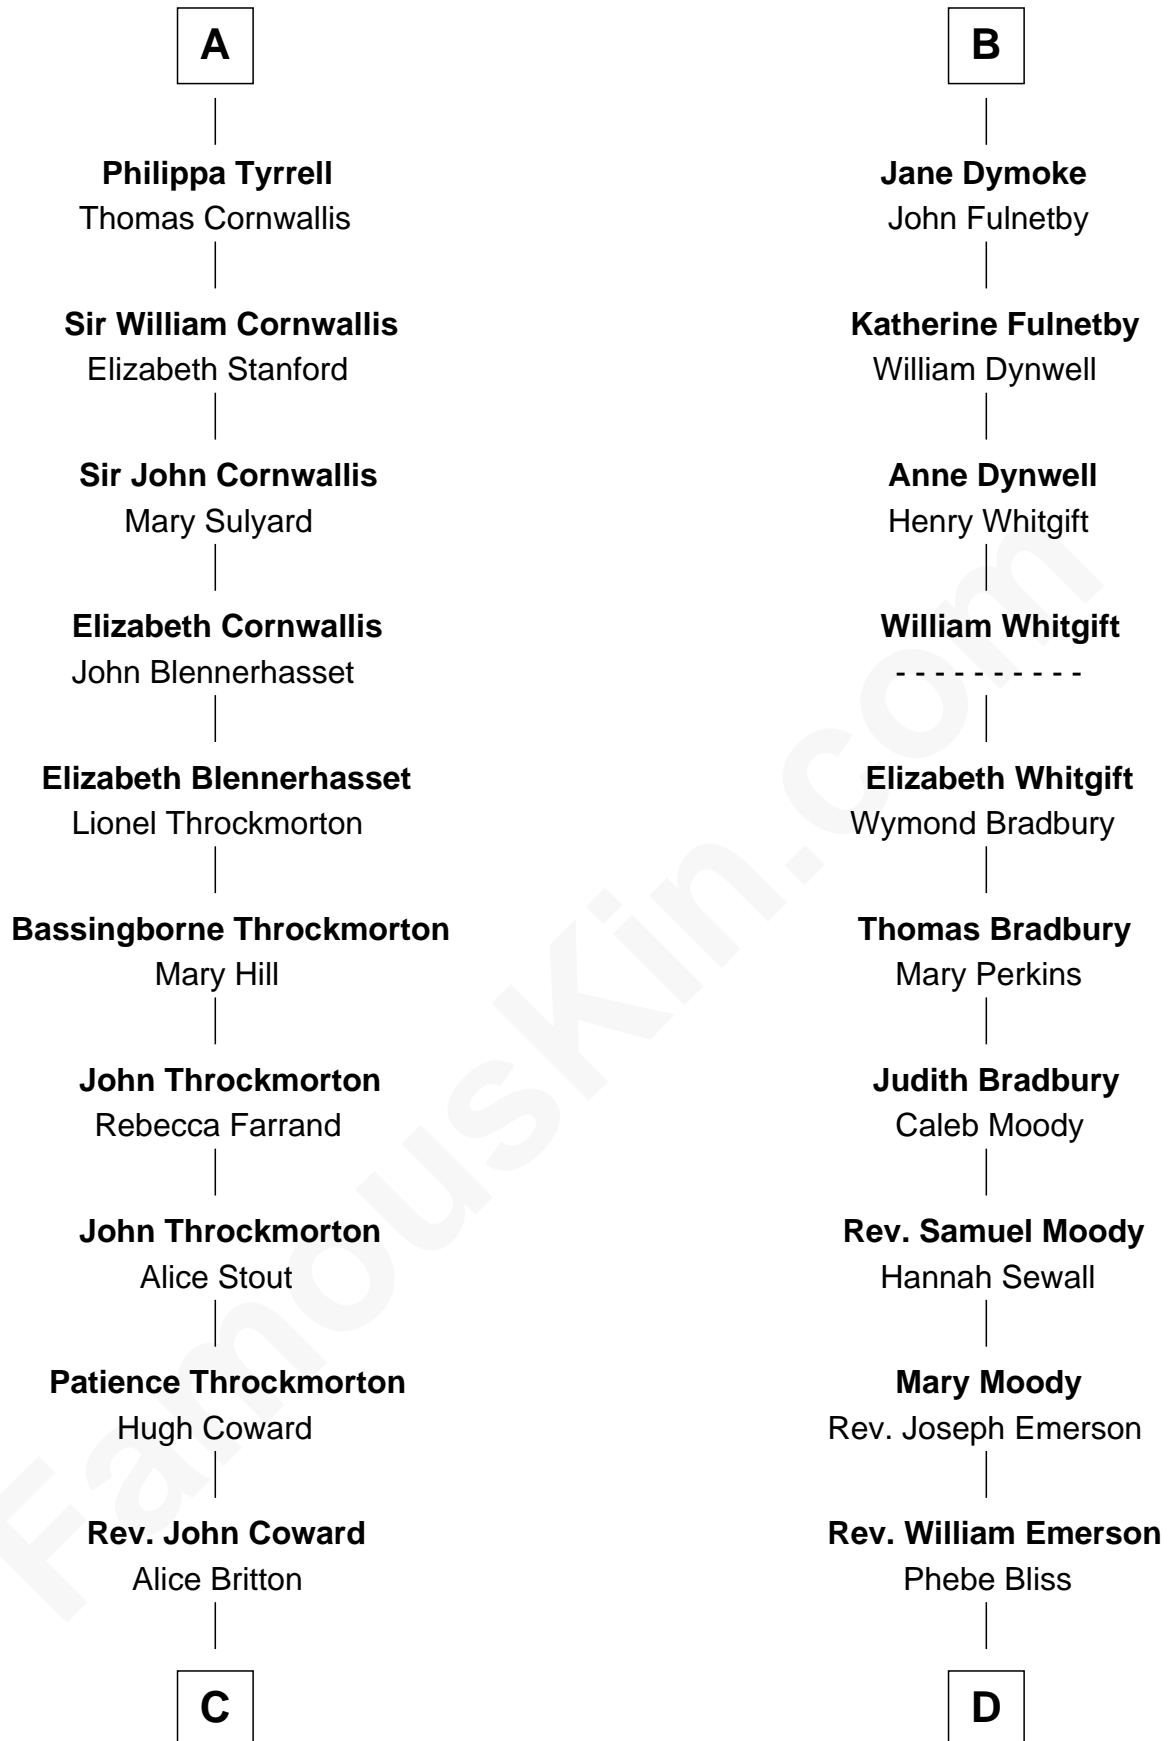 A
Philippa Tyrrell
Thomas Cornwallis
Sir William Cornwallis
Elizabeth Stanford
Sir John Cornwallis
Mary Sulyard
Elizabeth Cornwallis
John Blennerhasset
Elizabeth Blennerhasset
Lionel Throckmorton
Bassingborne Throckmorton
Mary Hill
John Throckmorton
Rebecca Farrand
John Throckmorton
Alice Stout
Patience Throckmorton
Hugh Coward
Rev. John Coward
Alice Britton
C
B
Jane Dymoke
John Fulnetby
Katherine Fulnetby
William Dynwell
Anne Dynwell
Henry Whitgift
William Whitgift
- - - - - - - - - -
Elizabeth Whitgift
Wymond Bradbury
Thomas Bradbury
Mary Perkins
Judith Bradbury
Caleb Moody
Rev. Samuel Moody
Hannah Sewall
Mary Moody
Rev. Joseph Emerson
Rev. William Emerson
Phebe Bliss
D
FamousKin.com